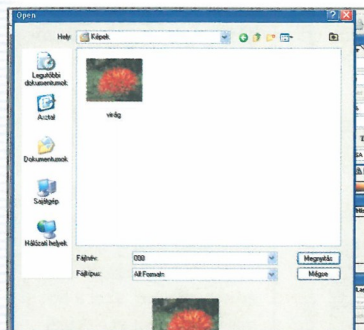 Open
Hely: Képek
Legutóbbi
dokumentumok
Asztal
virág
Dokumentumok
Sajátgép
Hálózati helyek
Fájlnév: Megnyitás
Fájltípus: All Formats Mégse